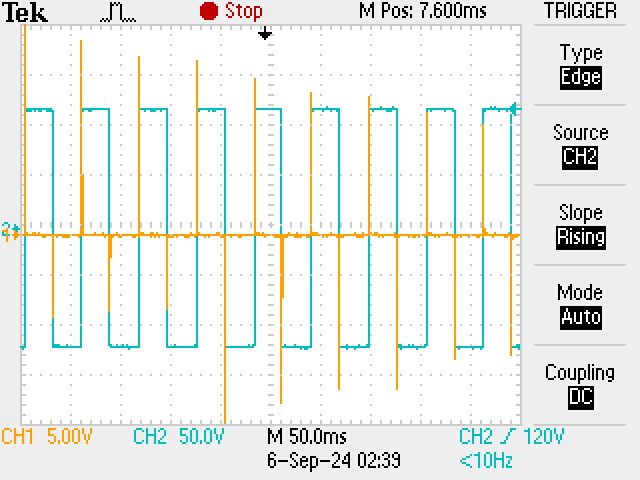 Tek Stop M Pos: 7.600ms TRIGGER
Type
Edge
Source
CH2
Slope
Rising
Mode
Auto
Coupling
DC
CH1 5.00V CH2 50.0V M 50.0ms CH2 120V
6-Sep-24 02:39 <10Hz